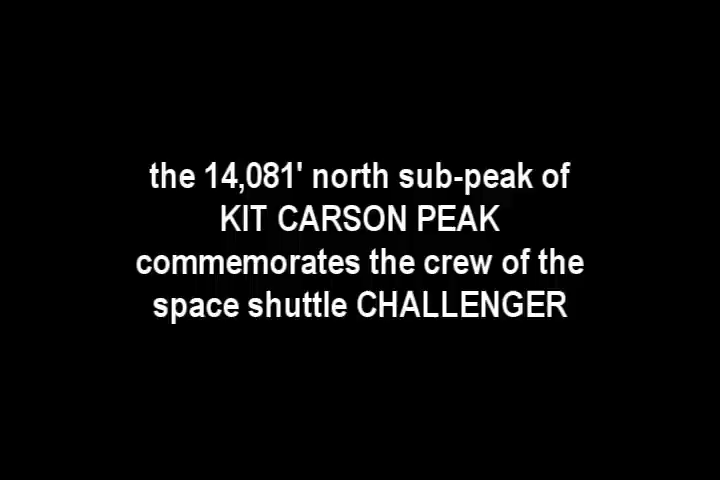 the 14,081' north sub-peak of
KIT CARSON PEAK
commemorates the crew of the
space shuttle CHALLENGER